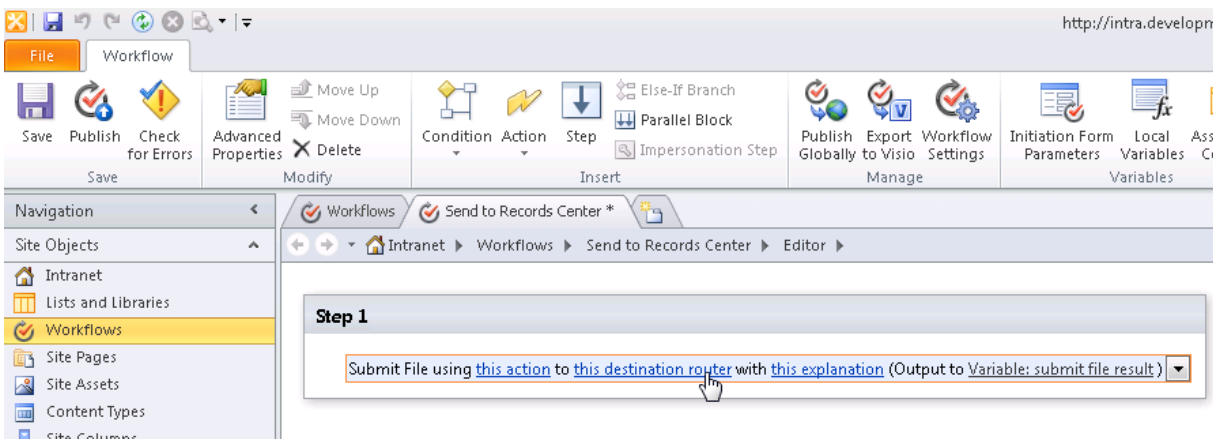 http://intra.developm
File Workflow
Save Publish Check for Errors
Save
Advanced Properties Move Up Move Down Delete
Modify
Condition Action Step Else-If Branch Parallel Block Impersonation Step
Insert
Publish Globally Export to Visio Workflow Settings
Manage
Initiation Form Parameters Local Variables
Variables
Navigation
Workflows Send to Records Center *
Site Objects
Intranet Workflows Send to Records Center Editor
Intranet
Lists and Libraries
Workflows
Site Pages
Site Assets
Content Types
Site Columns
Step 1
Submit File using this action to this destination router with this explanation (Output to Variable: submit file result)